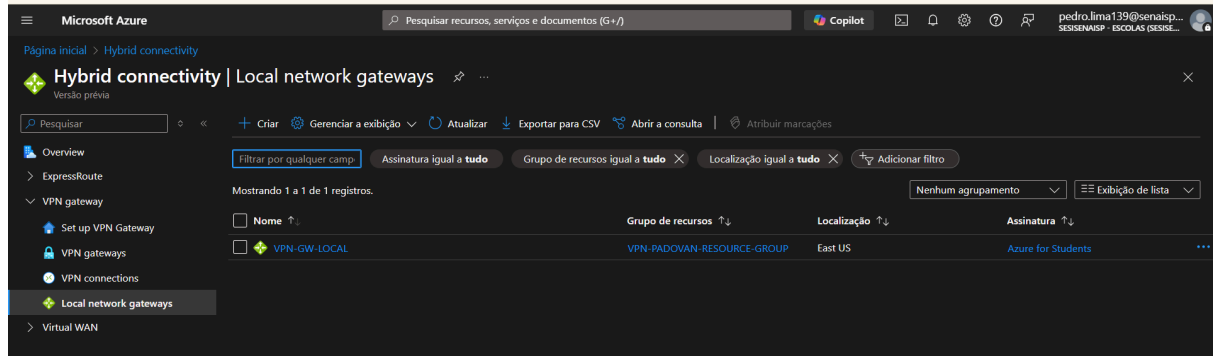 Microsoft Azure
Pesquisar recursos, serviços e documentos (G+/)
Copilot
pedro.lima139@senaisp...
SESISENAISP - ESCOLAS (SESISE...
Página inicial > Hybrid connectivity
Hybrid connectivity | Local network gateways ...
Versão prévia
Pesquisar
Criar Gerenciar a exibição Atualizar Exportar para CSV Abrir a consulta | Atribuir marcações
Overview
ExpressRoute
VPN gateway
Set up VPN Gateway
VPN gateways
VPN connections
Local network gateways
Virtual WAN
Filtrar por qualquer camp Assinatura igual a tudo Grupo de recursos igual a tudo Localização igual a tudo Adicionar filtro
Mostrando 1 a 1 de 1 registros.
Nenhum agrupamento Exibição de lista
Nome ↑↓ Grupo de recursos ↑↓ Localização ↑↓ Assinatura ↑↓
VPN-GW-LOCAL VPN-PADOVAN-RESOURCE-GROUP East US Azure for Students ...